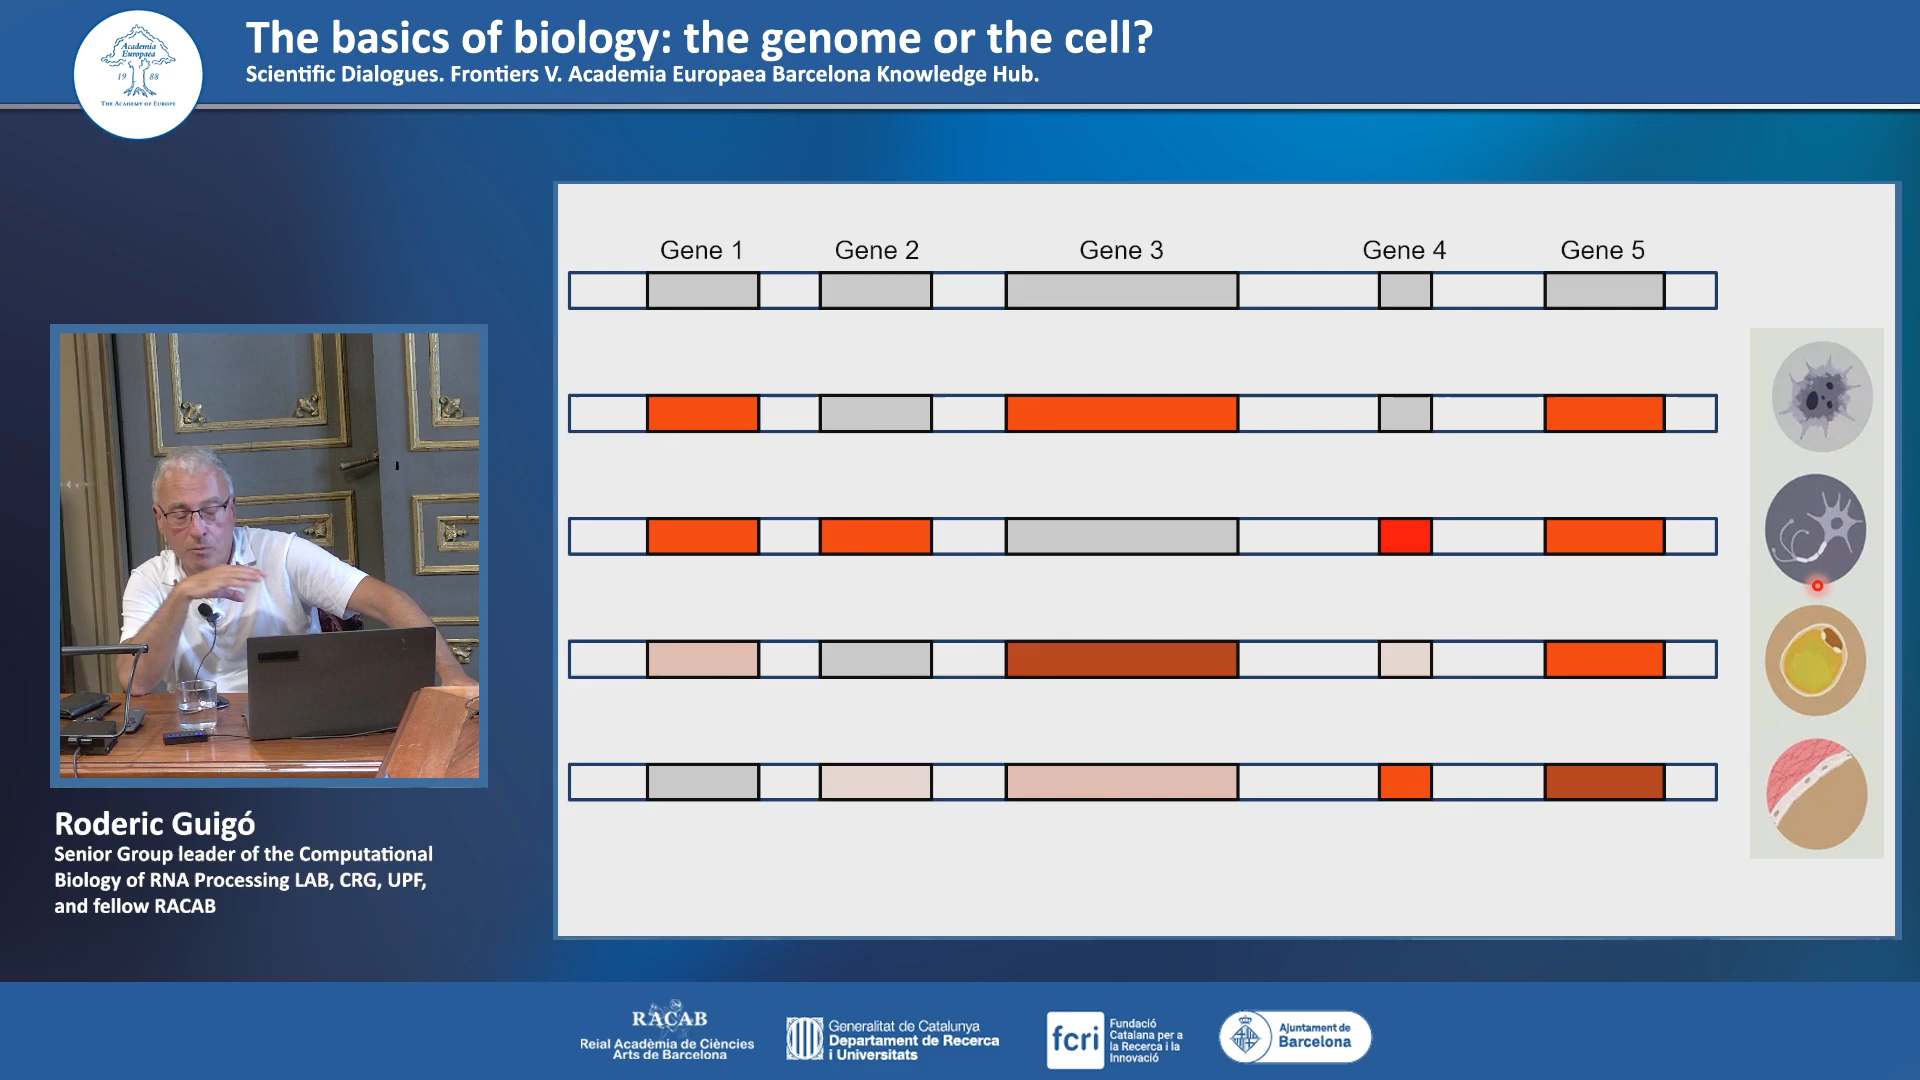 Academia
Europaea
19 88
THE ACADEMY OF EUROPE
The basics of biology: the genome or the cell?
Scientific Dialogues. Frontiers V. Academia Europaea Barcelona Knowledge Hub.
Gene 1 Gene 2 Gene 3 Gene 4 Gene 5
Roderic Guigó
Senior Group leader of the Computational
Biology of RNA Processing LAB, CRG, UPF,
and fellow RACAB
RACAB
Reial Acadèmia de Ciències
Arts de Barcelona
Generalitat de Catalunya
Departament de Recerca
i Universitats
fcri
Fundació
Catalana per a
la Recerca i la
Innovació
Ajuntament de
Barcelona